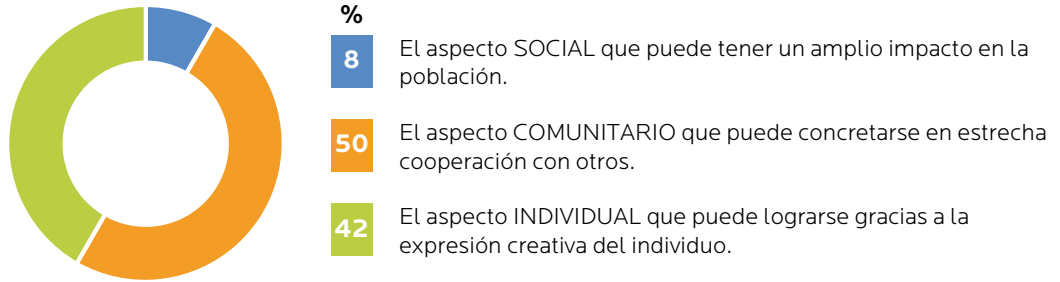 %
8
El aspecto SOCIAL que puede tener un amplio impacto en la
población.
50
El aspecto COMUNITARIO que puede concretarse en estrecha
cooperación con otros.
42
El aspecto INDIVIDUAL que puede lograrse gracias a la
expresión creativa del individuo.